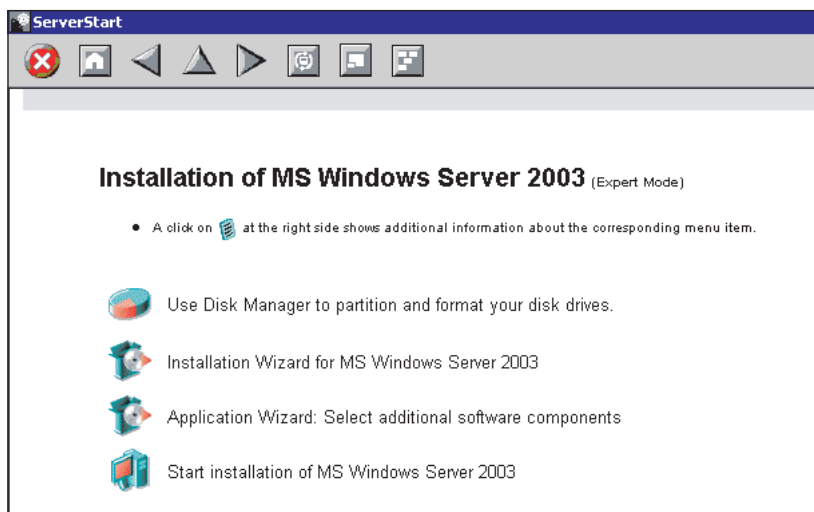 ServerStart
Installation of MS Windows Server 2003 (Expert Mode)
• A click on at the right side shows additional information about the corresponding menu item.
Use Disk Manager to partition and format your disk drives.
Installation Wizard for MS Windows Server 2003
Application Wizard: Select additional software components
Start installation of MS Windows Server 2003